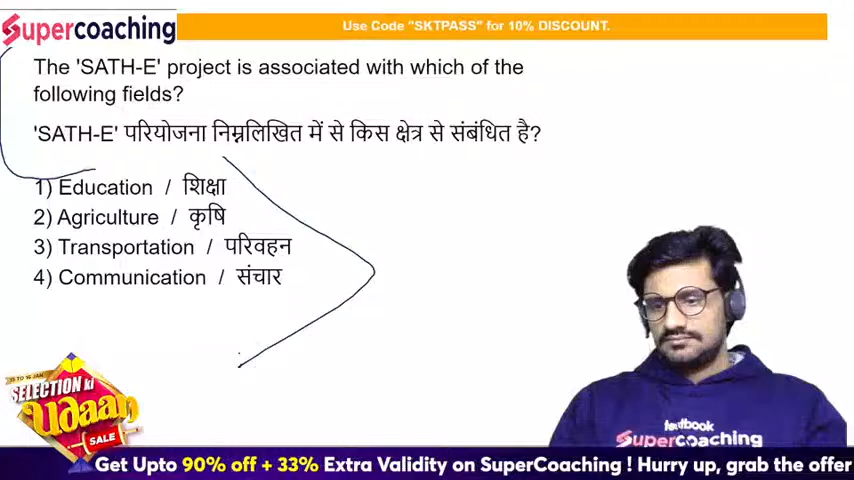 Supercoaching
Use Code "SKTPASS" for 10% DISCOUNT.
The 'SATH-E' project is associated with which of the
following fields?
'SATH-E' परियोजना निम्नलिखित में से किस क्षेत्र से संबंधित है?
1) Education / शिक्षा
2) Agriculture / कृषि
3) Transportation / परिवहन
4) Communication / संचार
SELECTION ki
udaan
SALE
testbook
Supercoaching
Get Upto 90% off + 33% Extra Validity on SuperCoaching ! Hurry up, grab the offer